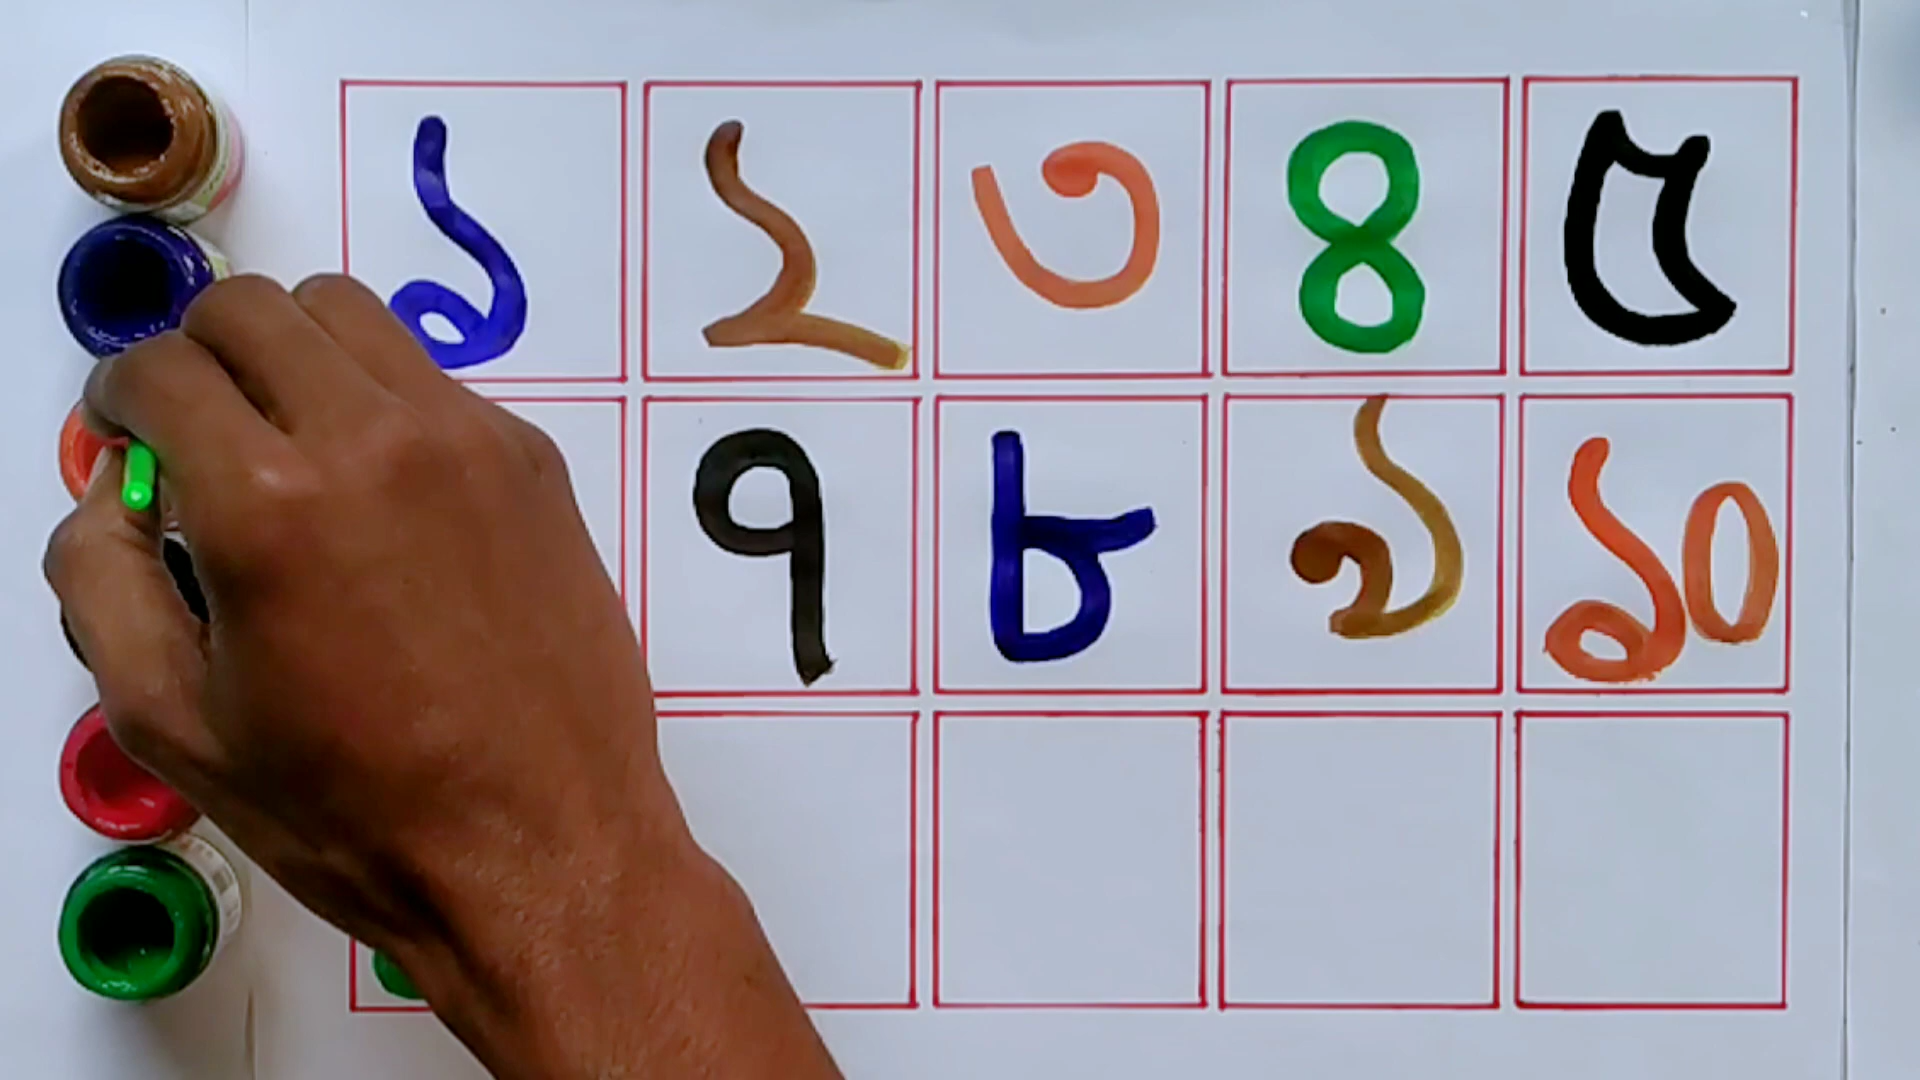 ১ ২ ৩ ৪ ৫
৭ ৮ ৯ ১০